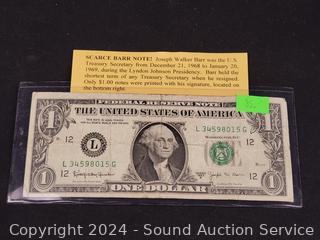 SCARCE BARR NOTE! Joseph Walker Barr was the U.S.
Treasury Secretary from December 21, 1968 to January 20,
1969, during the Lyndon Johnson Presidency. Barr held the
shortest term of any Treasury Secretary when he resigned.
Only $1.00 notes were printed with his signature, located on
the bottom right.
FEDERAL RESERVE NOTE
THE UNITED STATES OF AMERICA
L 34598015 G
12
12
L
WASHINGTON, D.C.
L 34598015 G
12
12
ONE DOLLAR
1
1
Copyright 2024 - Sound Auction Service